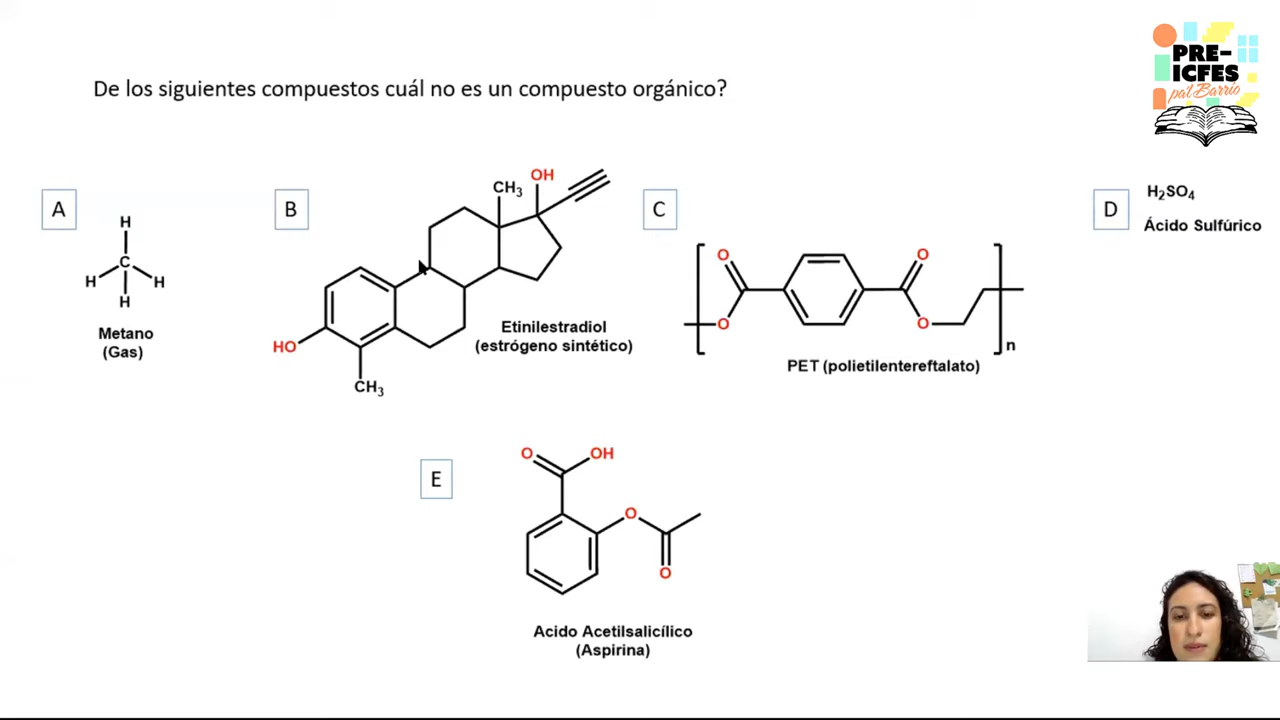 PRE-
ICFES
pa'l Barrio
De los siguientes compuestos cuál no es un compuesto orgánico?
A
H
C
H
H
H
Metano
(Gas)
B
OH
CH3
HO
CH3
Etinilestradiol
(estrógeno sintético)
C
O
O
O
O
n
PET (polietilentereftalato)
D
H2SO4
Ácido Sulfúrico
E
O
OH
O
O
Acido Acetilsalicílico
(Aspirina)